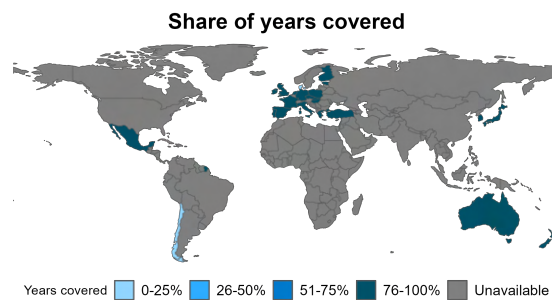 Share of years covered
Years covered 0-25% 26-50% 51-75% 76-100% Unavailable